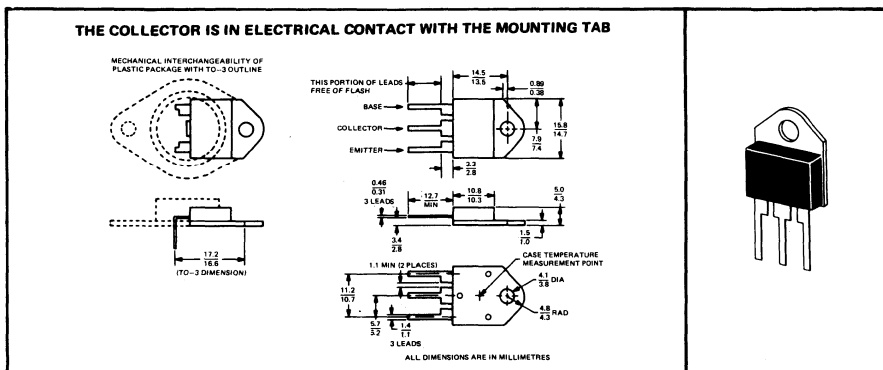 THE COLLECTOR IS IN ELECTRICAL CONTACT WITH THE MOUNTING TAB
MECHANICAL INTERCHANGEABILITY OF
PLASTIC PACKAGE WITH TO-3 OUTLINE
THIS PORTION OF LEADS
FREE OF FLASH
14.5
13.5
0.89
0.38
BASE
COLLECTOR
EMITTER
7.9
7.4
15.8
14.7
3.3
2.8
0.46
0.31
3 LEADS
12.7
MIN
10.8
10.3
5.0
4.3
3.4
2.8
1.5
1.0
17.2
16.6
(TO-3 DIMENSION)
1.1 MIN (2 PLACES)
CASE TEMPERATURE
MEASUREMENT POINT
4.1
3.8
DIA
11.2
10.7
4.8
4.3
RAD
5.7
5.2
1.4
1.1
3 LEADS
ALL DIMENSIONS ARE IN MILLIMETRES